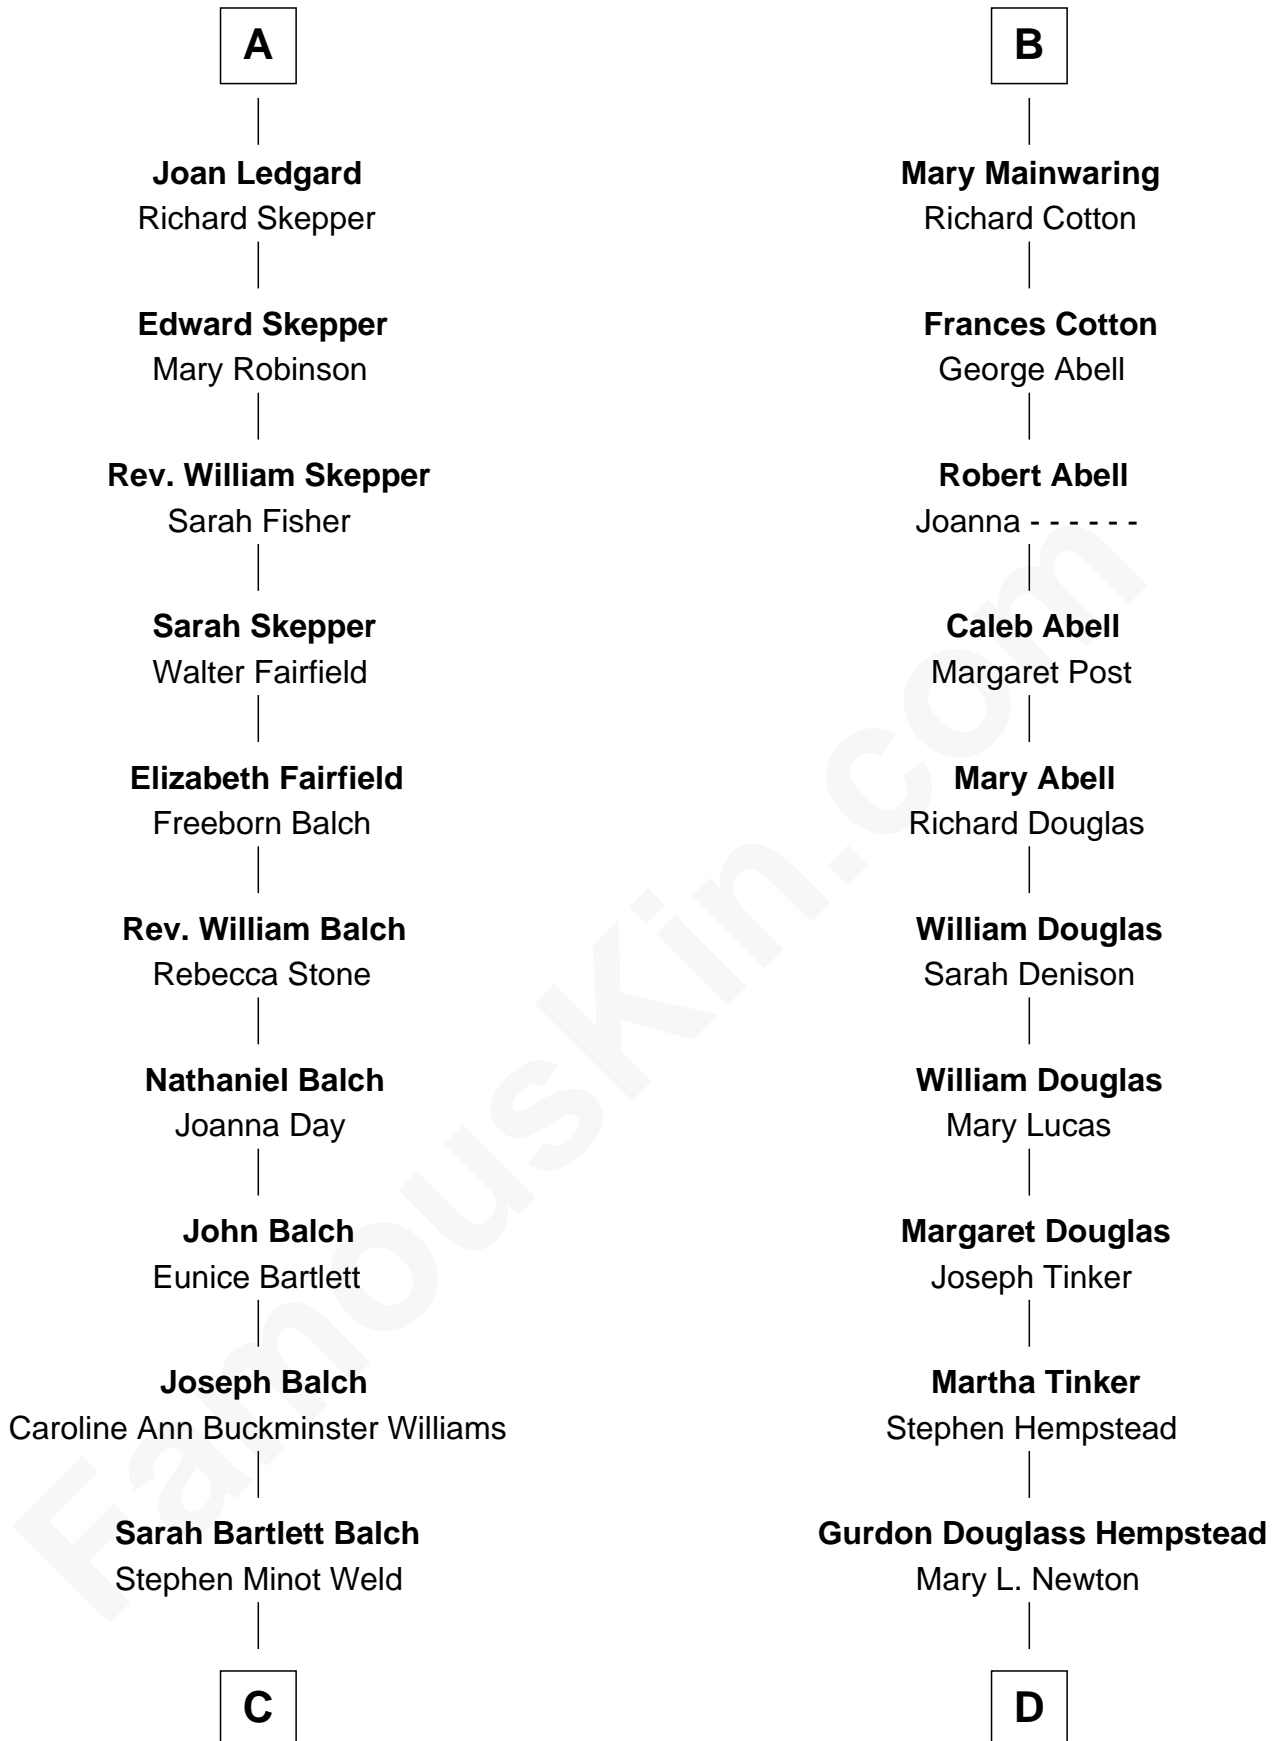 A
Joan Ledgard
Richard Skepper
Edward Skepper
Mary Robinson
Rev. William Skepper
Sarah Fisher
Sarah Skepper
Walter Fairfield
Elizabeth Fairfield
Freeborn Balch
Rev. William Balch
Rebecca Stone
Nathaniel Balch
Joanna Day
John Balch
Eunice Bartlett
Joseph Balch
Caroline Ann Buckminster Williams
Sarah Bartlett Balch
Stephen Minot Weld
C
B
Mary Mainwaring
Richard Cotton
Frances Cotton
George Abell
Robert Abell
Joanna - - - - - -
Caleb Abell
Margaret Post
Mary Abell
Richard Douglas
William Douglas
Sarah Denison
William Douglas
Mary Lucas
Margaret Douglas
Joseph Tinker
Martha Tinker
Stephen Hempstead
Gurdon Douglass Hempstead
Mary L. Newton
D
FamousKin.com